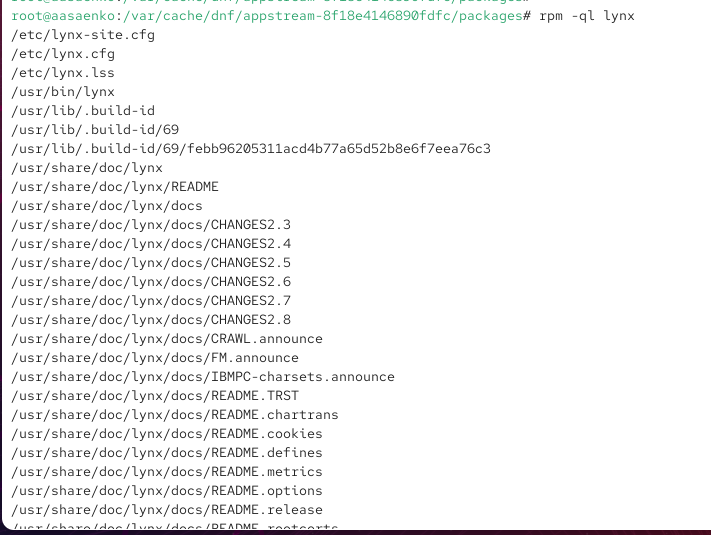 root@aasaenko:/var/cache/dnf/appstream-8f18e4146890fdfc/packages# rpm -ql lynx
/etc/lynx-site.cfg
/etc/lynx.cfg
/etc/lynx.lss
/usr/bin/lynx
/usr/lib/.build-id
/usr/lib/.build-id/69
/usr/lib/.build-id/69/febb96205311acd4b77a65d52b8e6f7eea76c3
/usr/share/doc/lynx
/usr/share/doc/lynx/README
/usr/share/doc/lynx/docs
/usr/share/doc/lynx/docs/CHANGES2.3
/usr/share/doc/lynx/docs/CHANGES2.4
/usr/share/doc/lynx/docs/CHANGES2.5
/usr/share/doc/lynx/docs/CHANGES2.6
/usr/share/doc/lynx/docs/CHANGES2.7
/usr/share/doc/lynx/docs/CHANGES2.8
/usr/share/doc/lynx/docs/CRAWL.announce
/usr/share/doc/lynx/docs/FM.announce
/usr/share/doc/lynx/docs/IBMPC-charsets.announce
/usr/share/doc/lynx/docs/README.TRST
/usr/share/doc/lynx/docs/README.chartrans
/usr/share/doc/lynx/docs/README.cookies
/usr/share/doc/lynx/docs/README.defines
/usr/share/doc/lynx/docs/README.metrics
/usr/share/doc/lynx/docs/README.options
/usr/share/doc/lynx/docs/README.release
/usr/share/doc/lynx/docs/README.rootcerts